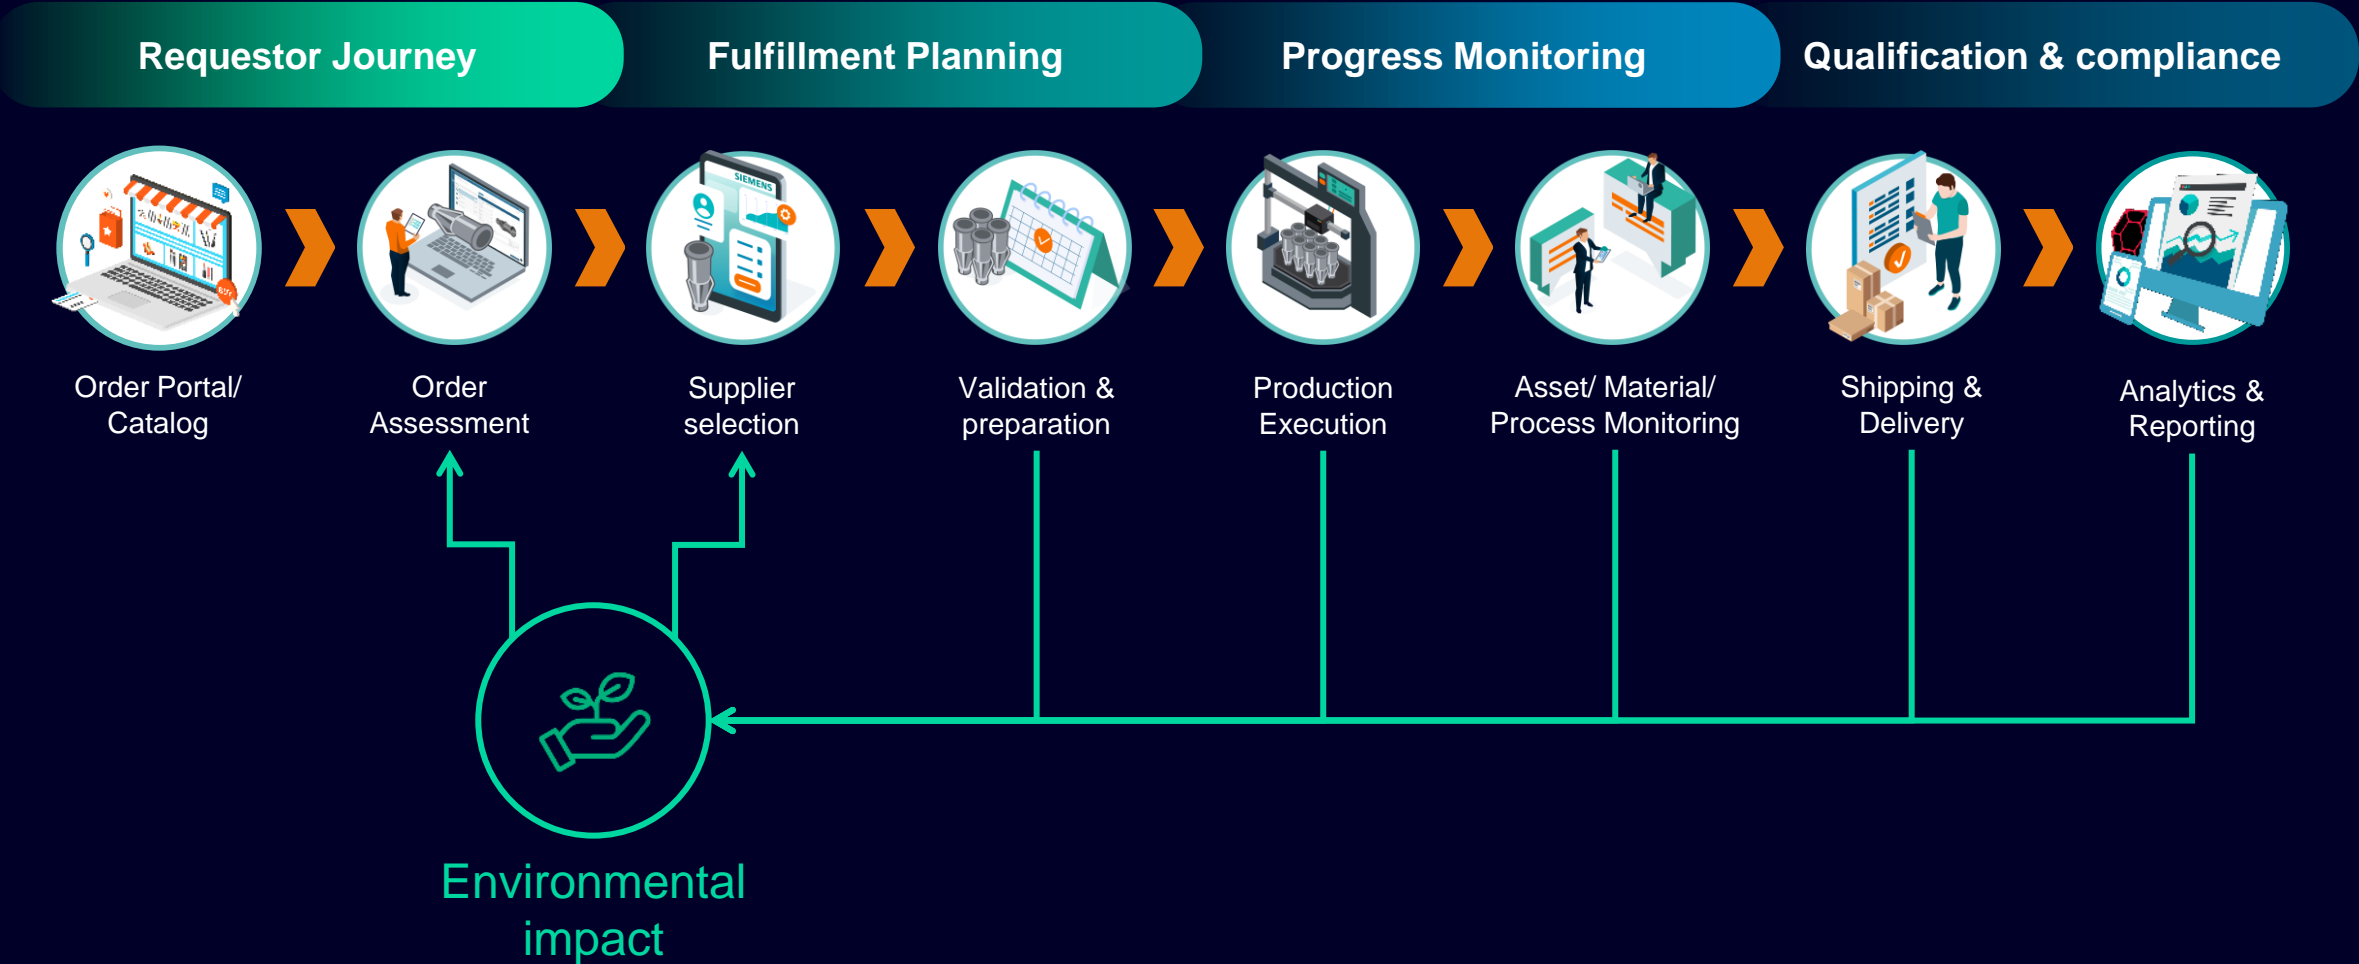 Requestor Journey
Fulfillment Planning
Progress Monitoring
Qualification & compliance
SIEMENS
Order Portal/
Catalog
Order
Assessment
Supplier
selection
Validation &
preparation
Production
Execution
Asset/ Material/
Process Monitoring
Shipping &
Delivery
Analytics &
Reporting
Environmental
impact